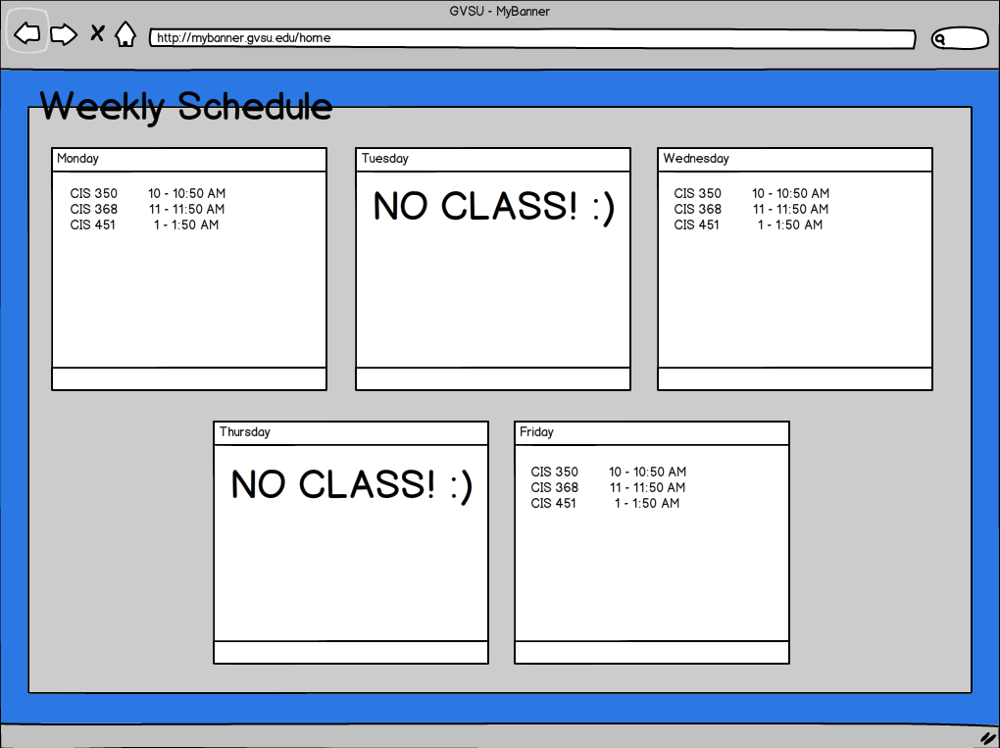 GVSU - MyBanner
http://mybanner.gvsu.edu/home
Weekly Schedule
Monday
CIS 350 10 - 10:50 AM
CIS 368 11 - 11:50 AM
CIS 451 1 - 1:50 AM
Tuesday
NO CLASS! :)
Wednesday
CIS 350 10 - 10:50 AM
CIS 368 11 - 11:50 AM
CIS 451 1 - 1:50 AM
Thursday
NO CLASS! :)
Friday
CIS 350 10 - 10:50 AM
CIS 368 11 - 11:50 AM
CIS 451 1 - 1:50 AM